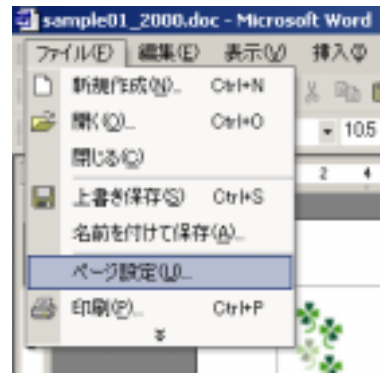 sample01_2000.doc - Microsoft Word
ファイル(F) 編集(E) 表示(V) 挿入(I)
新規作成(N)... Ctrl+N
開く(O)... Ctrl+O
10.5
閉じる(C)
2 4
上書き保存(S) Ctrl+S
名前を付けて保存(A)...
ページ設定(U)...
印刷(P)... Ctrl+P